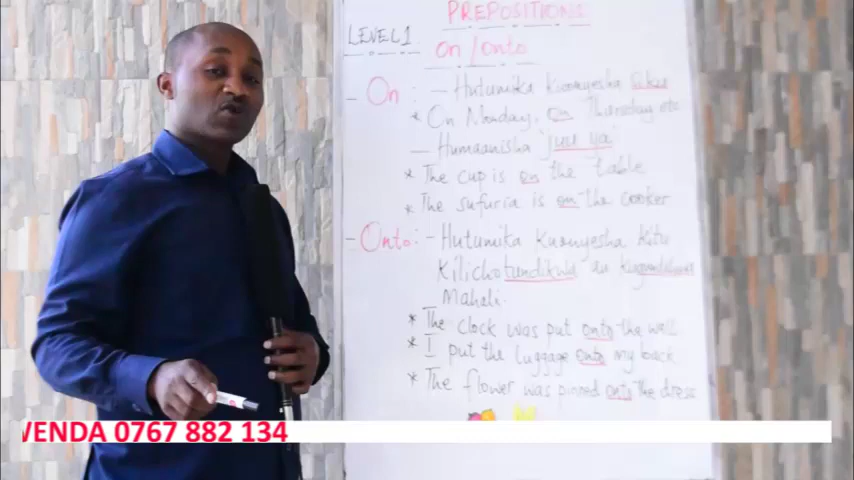 PREPOSITIONS
LEVEL 1
On / Onto
- On : - Hutumika kuonyesha siku
* On Monday, on Thursday etc
- Humaanisha 'juu ya'
* The cup is on the table
* The sufuria is on the cooker
- Onto: - Hutumika kuonyesha kitu
kilichotundikwa au
Mahali.
* The clock was put onto the wall
* I put the luggage onto my back
* The flower was pinned onto the dress
VENDA 0767 882 134